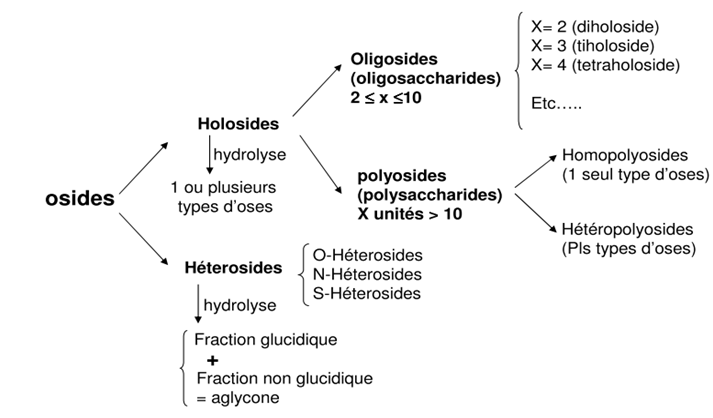 osides
Holosides
hydrolyse
1 ou plusieurs
types d'oses
Oligosides
(oligosaccharides)
2 ≤ x ≤10
X= 2 (diholoside)
X= 3 (tiholoside)
X= 4 (tetraholoside)
Etc…..
polyosides
(polysaccharides)
X unités > 10
Homopolyosides
(1 seul type d'oses)
Hétéropolyosides
(Pls types d'oses)
Héterosides
O-Héterosides
N-Héterosides
S-Héterosides
hydrolyse
Fraction glucidique
+
Fraction non glucidique
= aglycone